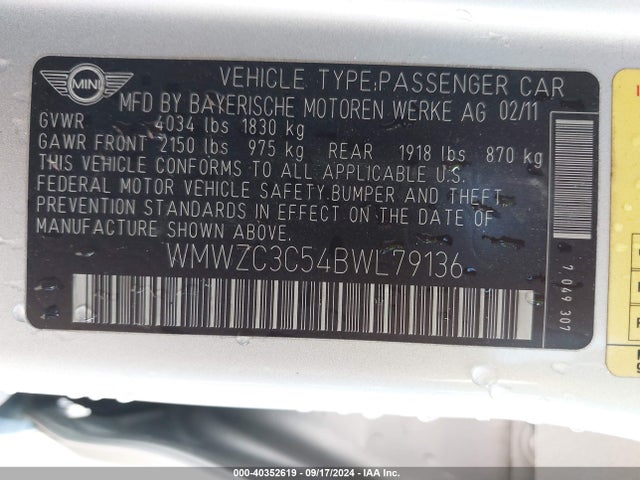 MINI
VEHICLE TYPE:PASSENGER CAR
MFD BY BAYERISCHE MOTOREN WERKE AG 02/11
GVWR 4034 lbs 1830 kg
GAWR FRONT 2150 lbs 975 kg REAR 1918 lbs 870 kg
THIS VEHICLE CONFORMS TO ALL APPLICABLE U.S.
FEDERAL MOTOR VEHICLE SAFETY,BUMPER AND THEFT
PREVENTION STANDARDS IN EFFECT ON THE DATE OF
MANUFACTURE SHOWN ABOVE.
WMWZC3C54BWL79136
7 049 307
000-40352619 - 09/17/2024 - IAA Inc.